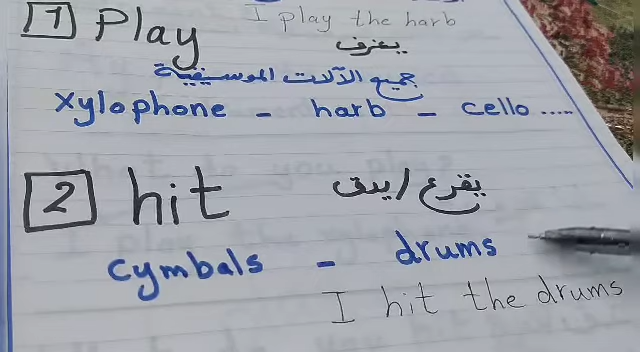 I play the harb
1 Play
يعزف
جميع الآلات الموسيقية
xylophone - harb - cello .....
2 hit يقرع / يدق
cymbals - drums
I hit the drums